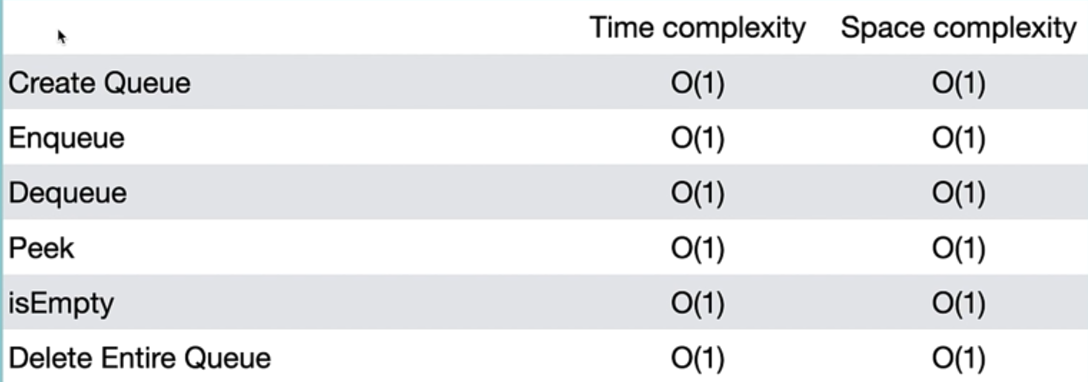 Time complexity Space complexity
Create Queue O(1) O(1)
Enqueue O(1) O(1)
Dequeue O(1) O(1)
Peek O(1) O(1)
isEmpty O(1) O(1)
Delete Entire Queue O(1) O(1)